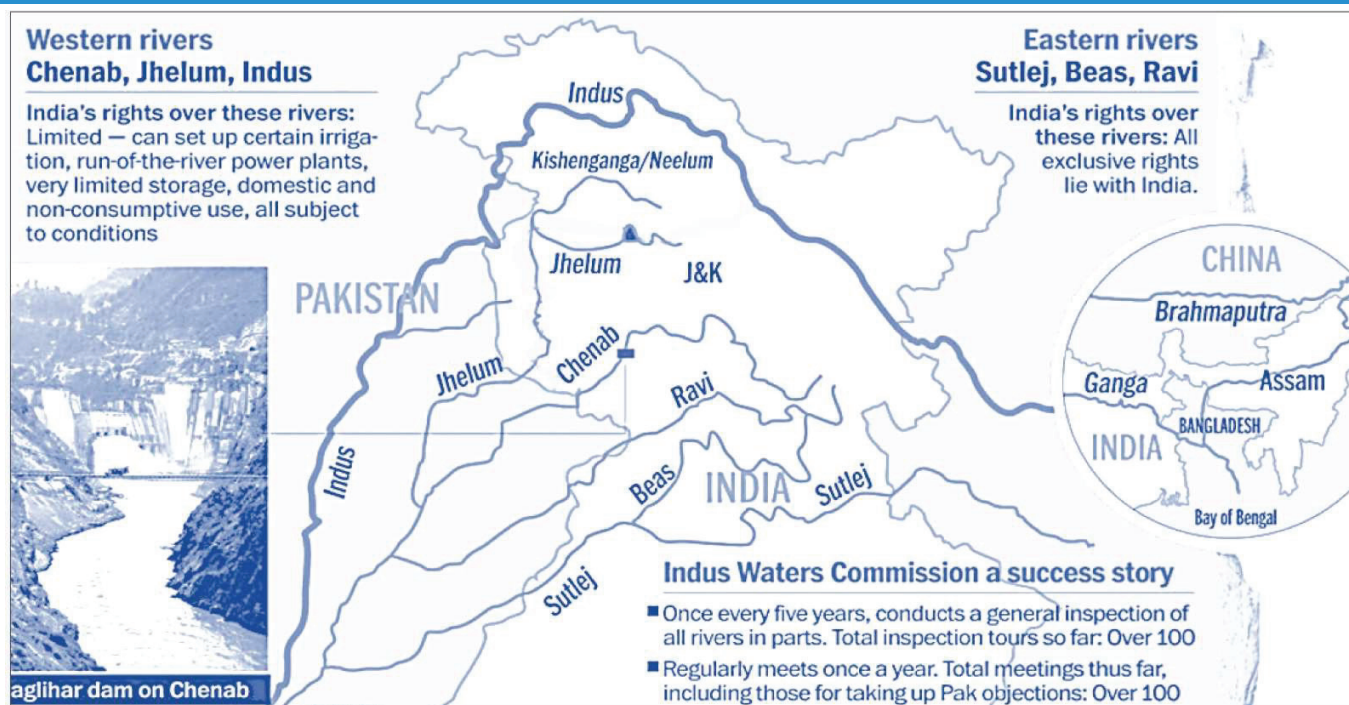 Western rivers
Chenab, Jhelum, Indus
India's rights over these rivers:
Limited — can set up certain irriga-
tion, run-of-the-river power plants,
very limited storage, domestic and
non-consumptive use, all subject
to conditions
Eastern rivers
Sutlej, Beas, Ravi
India's rights over
these rivers: All
exclusive rights
lie with India.
Indus
Kishenganga/Neelum
Jhelum
J&K
PAKISTAN
Chenab
Jhelum
Ravi
Indus
Beas
INDIA
Sutlej
Sutlej
CHINA
Brahmaputra
Ganga
Assam
BANGLADESH
INDIA
Bay of Bengal
aglihar dam on Chenab
Indus Waters Commission a success story
Once every five years, conducts a general inspection of
all rivers in parts. Total inspection tours so far: Over 100
Regularly meets once a year. Total meetings thus far,
including those for taking up Pak objections: Over 100